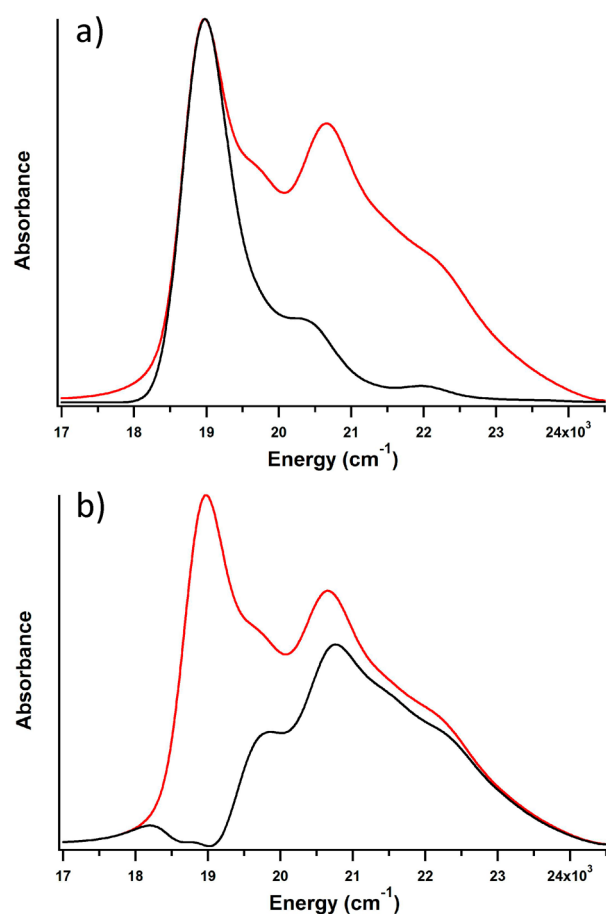 a)
Absorbance
17 18 19 20 21 22 23 24x10³
Energy (cm⁻¹)
b)
Absorbance
17 18 19 20 21 22 23 24x10³
Energy (cm⁻¹)